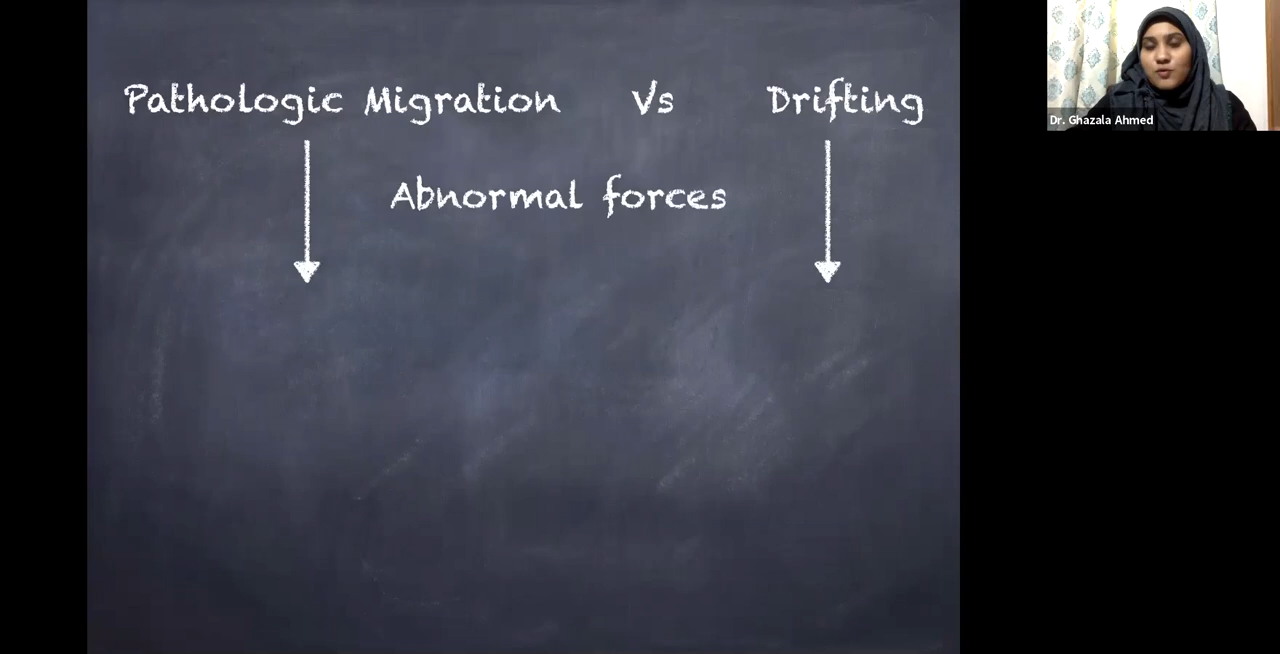 Pathologic Migration Vs Drifting
Abnormal forces
Dr. Ghazala Ahmed